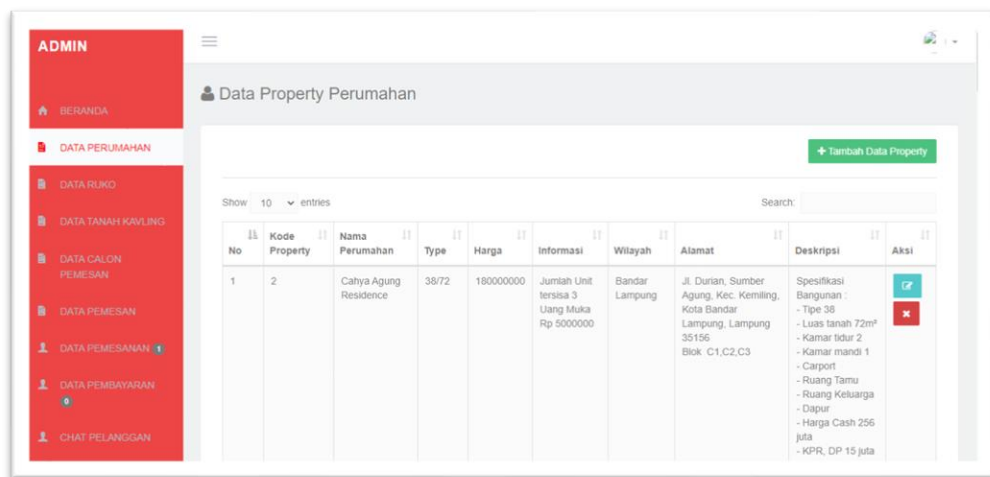 ADMIN
Data Property Perumahan
BERANDA
DATA PERUMAHAN
DATA RUKO
DATA TANAH KAVLING
DATA CALON
PEMESAN
DATA PEMESAN
DATA PEMESANAN 1
DATA PEMBAYARAN
0
CHAT PELANGGAN
+ Tambah Data Property
Show 10 entries
Search:
No
Kode
Property
Nama
Perumahan
Type
Harga
Informasi
Wilayah
Alamat
Deskripsi
Aksi
1
2
Cahya Agung
Residence
38/72
180000000
Jumlah Unit
tersisa 3
Uang Muka
Rp 5000000
Bandar
Lampung
Jl. Durian, Sumber
Agung, Kec. Kemiling,
Kota Bandar
Lampung, Lampung
35156
Blok C1,C2,C3
Spesifikasi
Bangunan :
- Tipe 38
- Luas tanah 72m²
- Kamar tidur 2
- Kamar mandi 1
- Carport
- Ruang Tamu
- Ruang Keluarga
- Dapur
- Harga Cash 256
juta
- KPR, DP 15 juta